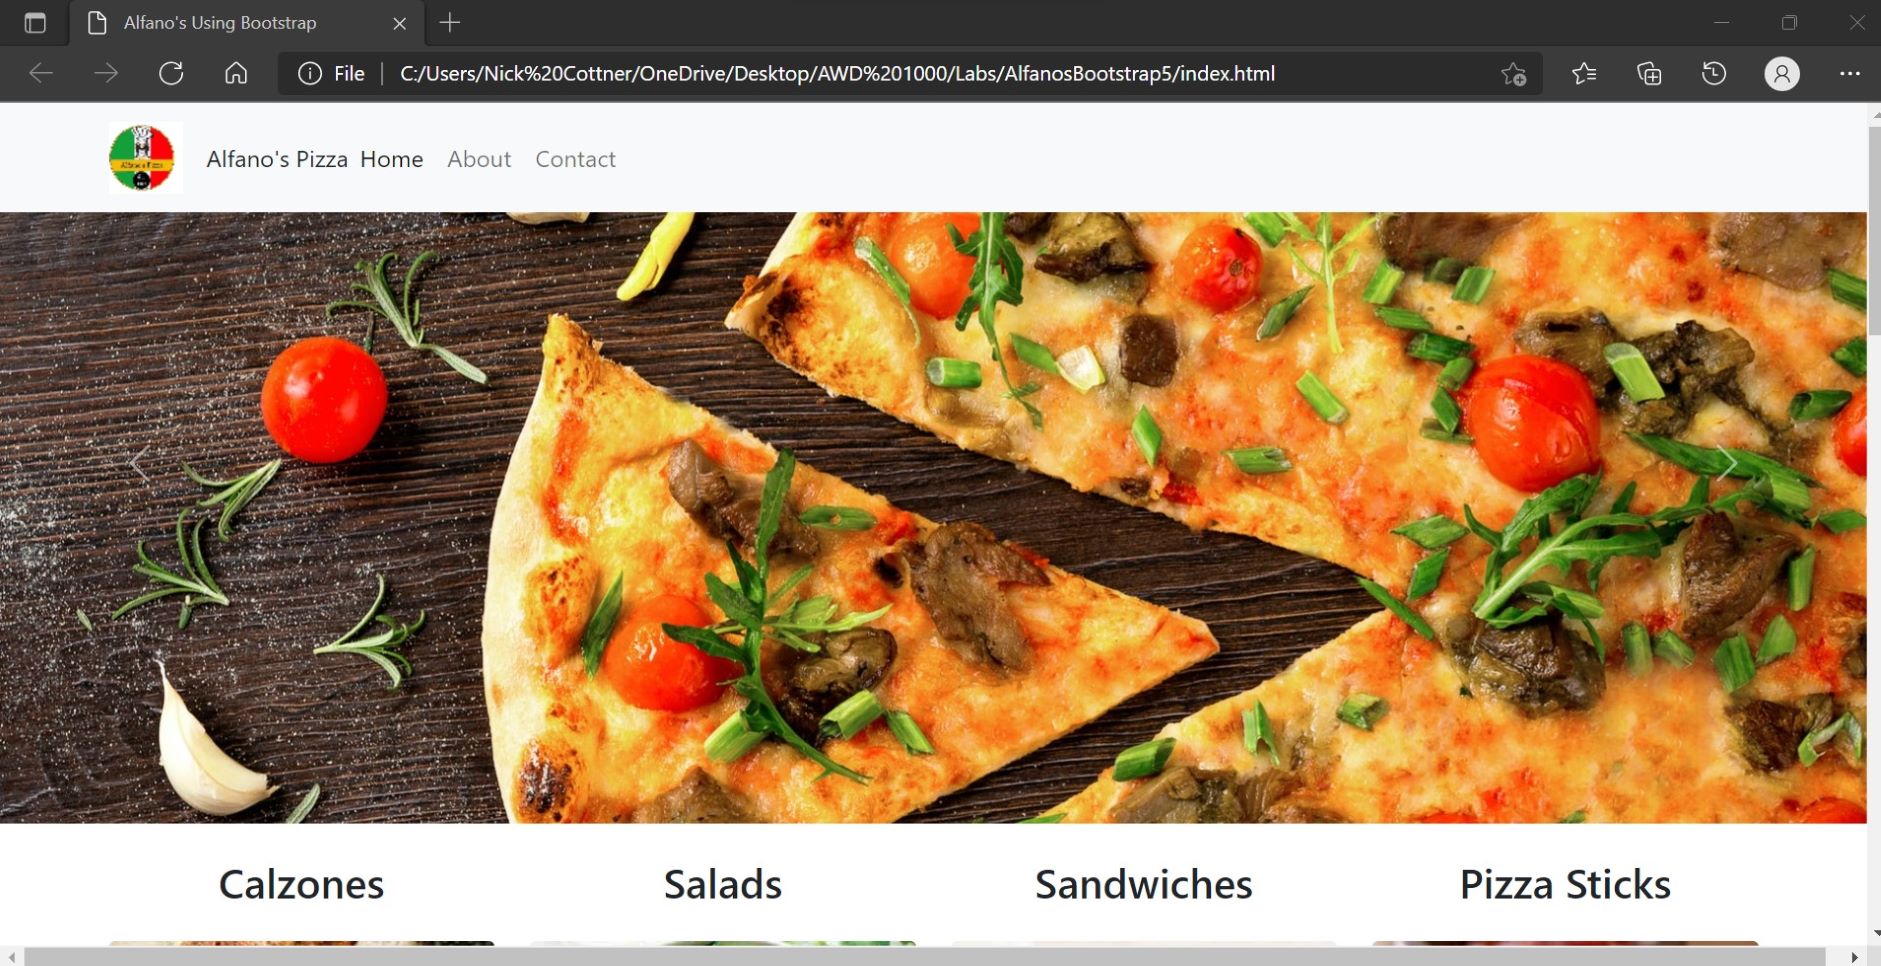 Alfano's Using Bootstrap
File C:/Users/Nick%20Cottner/OneDrive/Desktop/AWD%201000/Labs/AlfanosBootstrap5/index.html
Alfano's Pizza Home About Contact
Calzones Salads Sandwiches Pizza Sticks